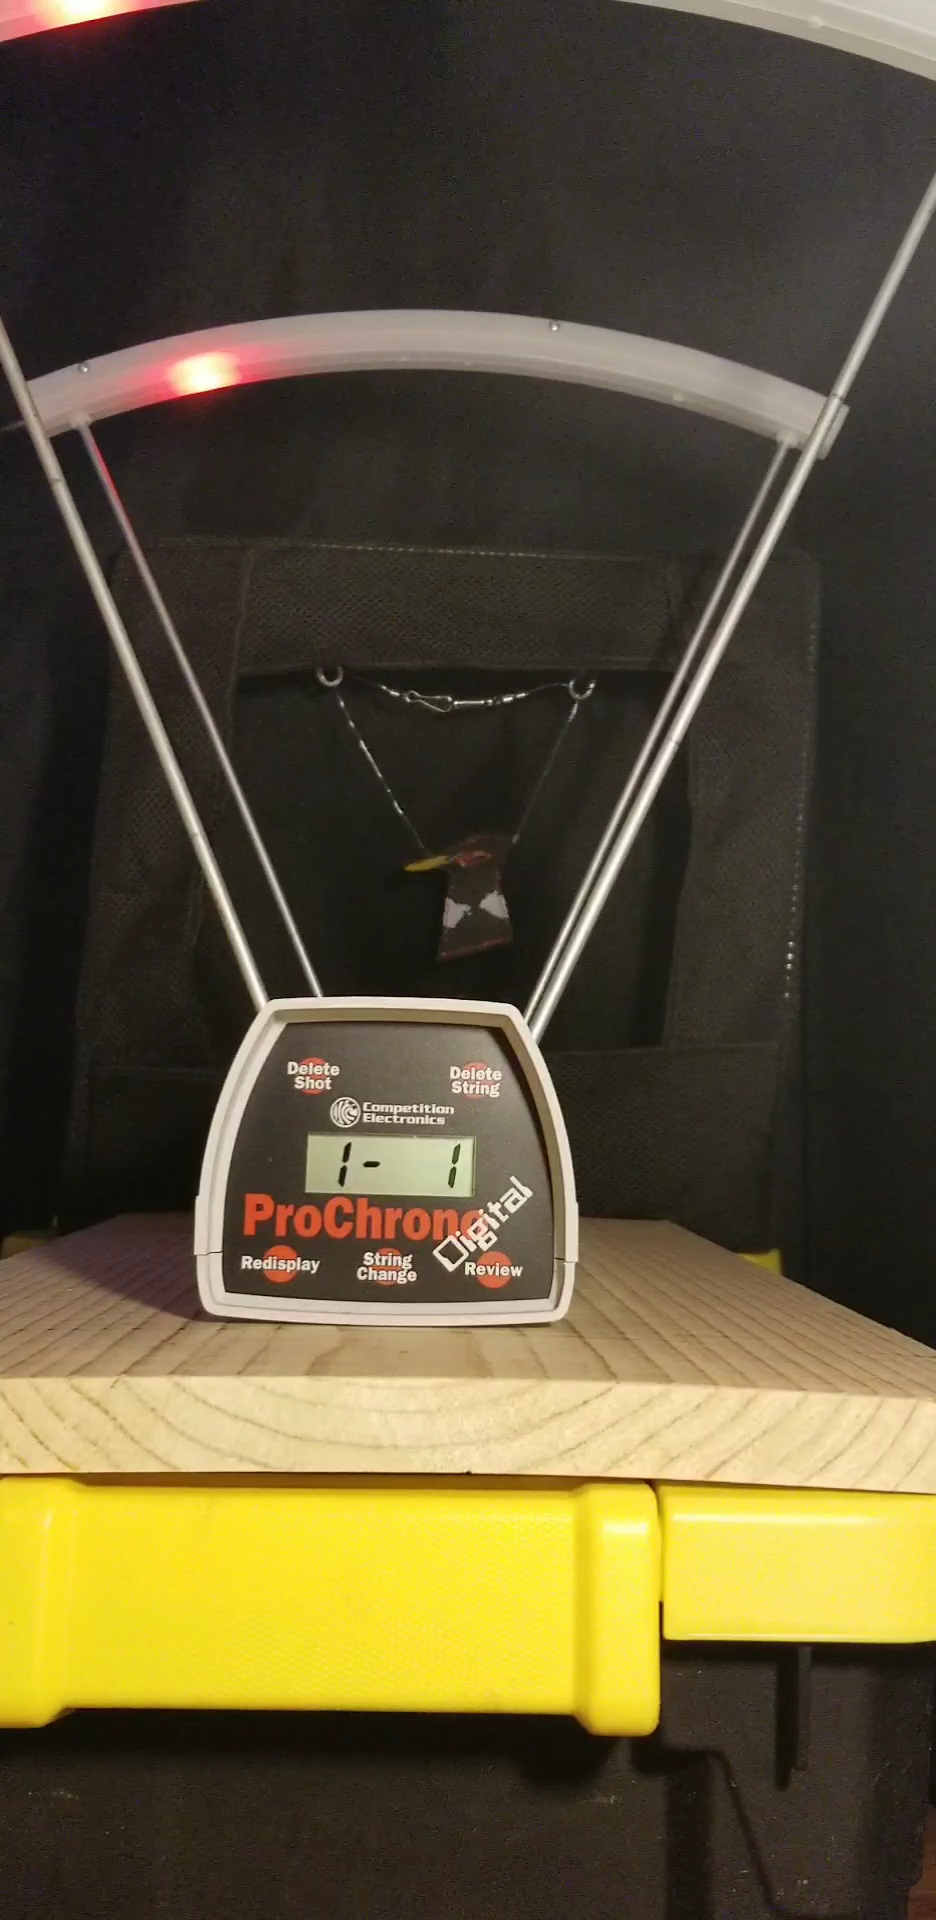 Delete
Shot
Delete
String
Competition
Electronics
1- 1
ProChrono
Digital
Redisplay
String
Change
Review